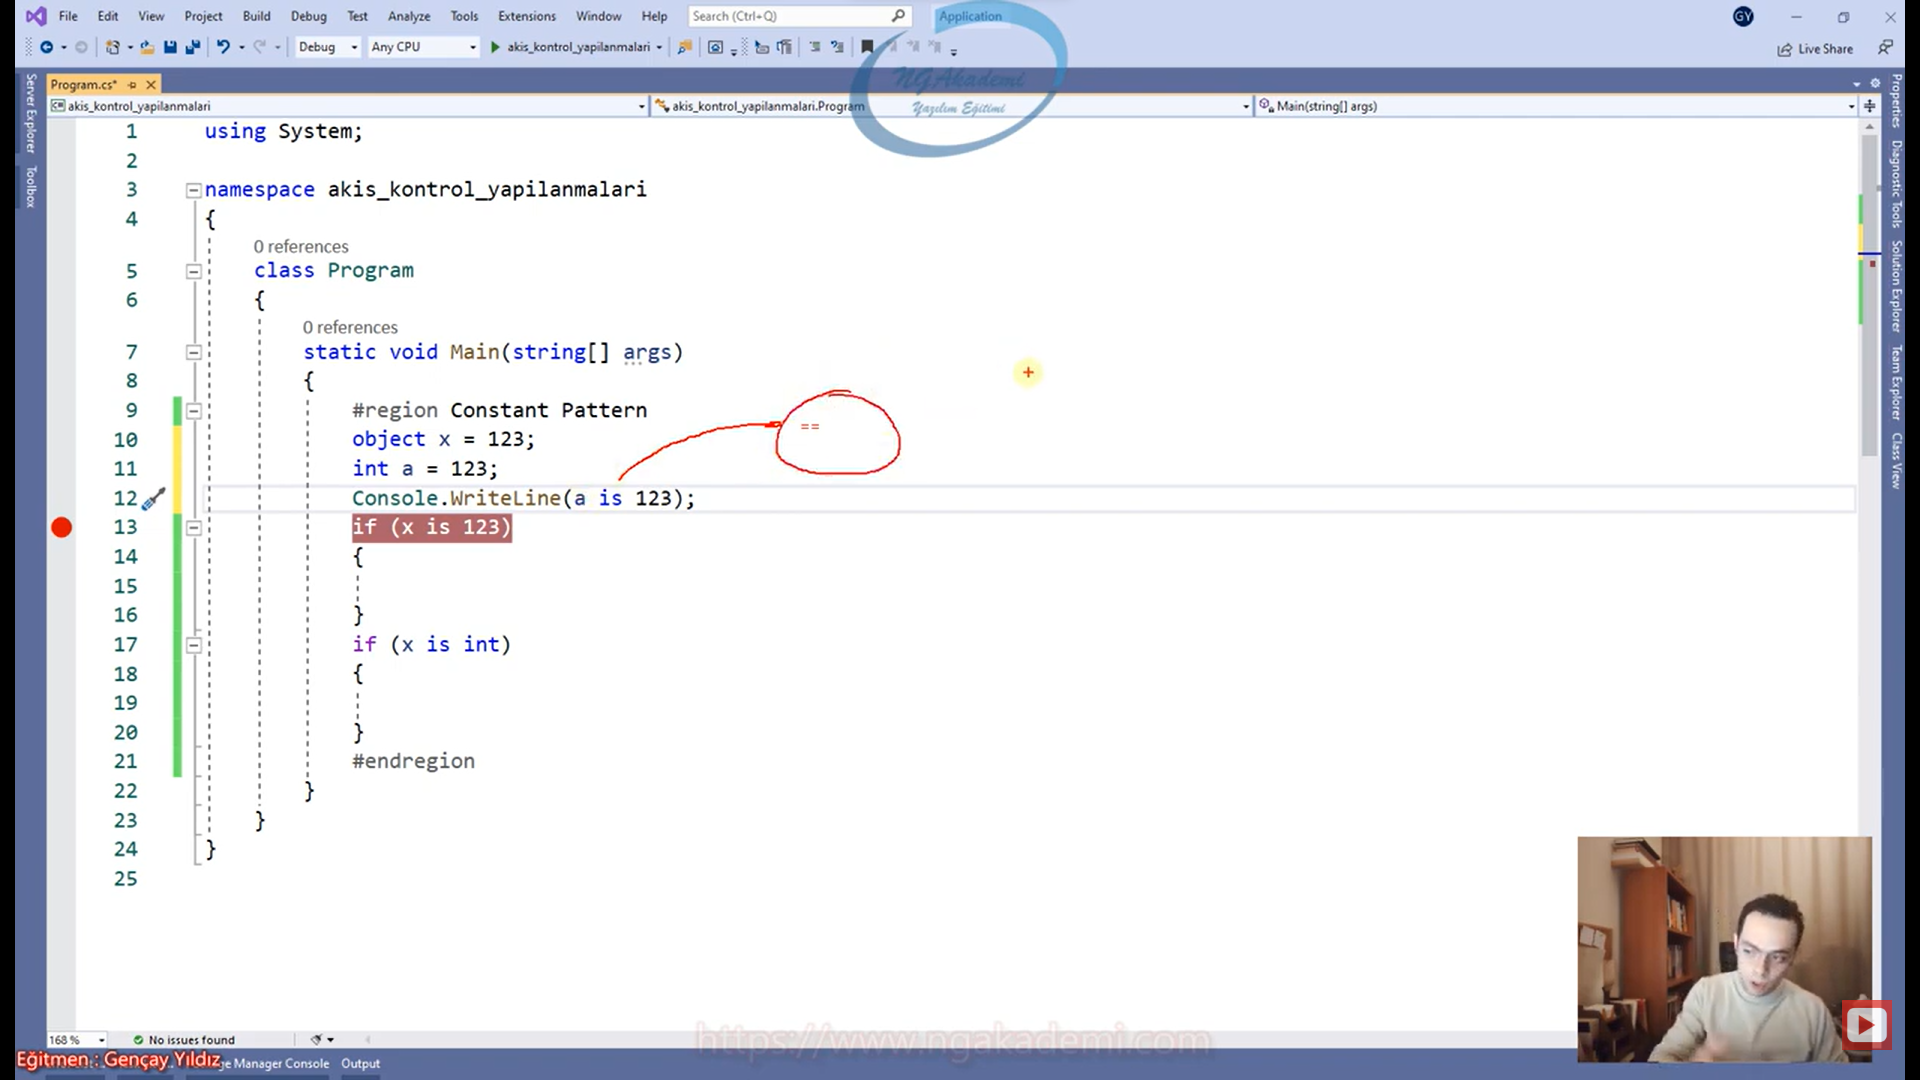 File Edit View Project Build Debug Test Analyze Tools Extensions Window Help Search (Ctrl+Q) Application GY
Debug Any CPU akis_kontrol_yapilanmalari Live Share
NGAkademi
Yazılım Eğitimi
Program.cs*
akis_kontrol_yapilanmalari akis_kontrol_yapilanmalari.Program Main(string[] args)
Server Explorer
Toolbox
1 using System;
2
3 namespace akis_kontrol_yapilanmalari
4 {
0 references
5 class Program
6 {
0 references
7 static void Main(string[] args)
8 {
9 #region Constant Pattern
10 object x = 123;
==
11 int a = 123;
12 Console.WriteLine(a is 123);
13 if (x is 123)
14 {
15
16 }
17 if (x is int)
18 {
19
20 }
21 #endregion
22 }
23 }
24 }
25
Properties
Diagnostic Tools
Solution Explorer
Team Explorer
Class View
168 % No issues found
https://www.ngakademi.com
Eğitmen : Gençay Yıldız
Manager Console Output